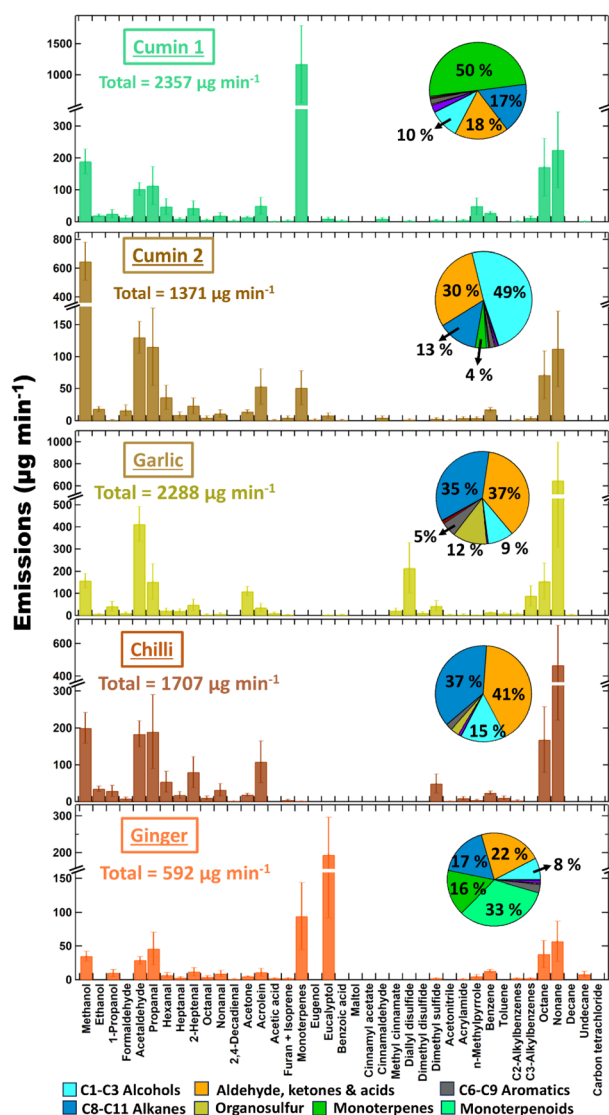 Emissions (µg min⁻¹)
Cumin 1
Total = 2357 µg min⁻¹
1500
1000
300
200
100
0
50 %
17%
18 %
10 %
Cumin 2
Total = 1371 µg min⁻¹
800
600
400
150
100
50
0
30 %
49%
13 %
4 %
Garlic
Total = 2288 µg min⁻¹
1000
800
600
500
400
300
200
100
0
35 %
37%
5%
12 %
9 %
Chilli
Total = 1707 µg min⁻¹
600
400
300
200
100
0
37 %
41%
15 %
Ginger
Total = 592 µg min⁻¹
300
200
150
100
50
0
17 %
22 %
8 %
16 %
33 %
Methanol
Ethanol
1-Propanol
Formaldehyde
Acetaldehyde
Propanal
Hexanal
Heptanal
2-Heptenal
Octanal
Nonanal
2,4-Decadienal
Acetone
Acrolein
Acetic acid
Furan + Isoprene
Monoterpenes
Eugenol
Eucalyptol
Benzoic acid
Maltol
Cinnamyl acetate
Cinnamaldehyde
Methyl cinnamate
Diallyl disulfide
Dimethyl disulfide
Dimethyl sulfide
Acetonitrile
Acrylamide
n-Methylpyrrole
Benzene
Toluene
C2-Alkylbenzenes
C3-Alkylbenzenes
Octane
Nonane
Decane
Undecane
Carbon tetrachloride
C1-C3 Alcohols
Aldehyde, ketones & acids
C6-C9 Aromatics
C8-C11 Alkanes
Organosulfur
Monoterpenes
Monoterpenoids